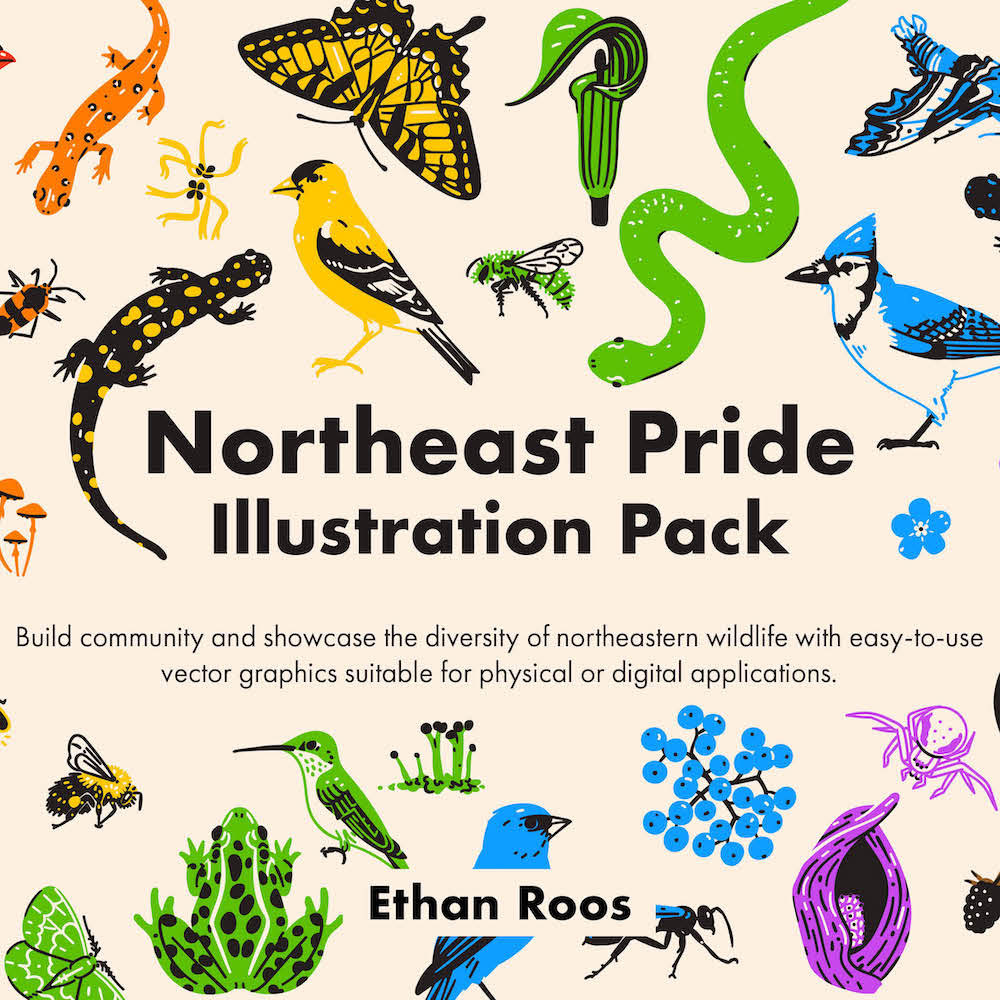 Northeast Pride
Illustration Pack
Build community and showcase the diversity of northeastern wildlife with easy-to-use
vector graphics suitable for physical or digital applications.
Ethan Roos